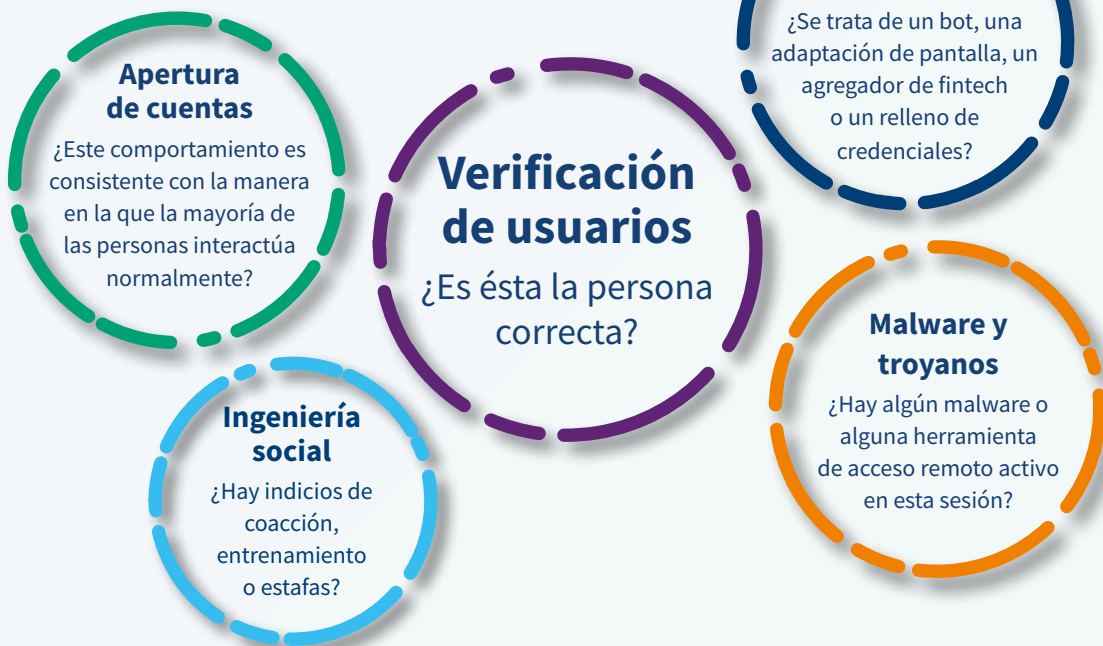 Apertura
de cuentas
¿Este comportamiento es
consistente con la manera
en la que la mayoría de
las personas interactúa
normalmente?
Verificación
de usuarios
¿Es ésta la persona
correcta?
¿Se trata de un bot, una
adaptación de pantalla, un
agregador de fintech
o un relleno de
credenciales?
Ingeniería
social
¿Hay indicios de
coacción,
entrenamiento
o estafas?
Malware y
troyanos
¿Hay algún malware o
alguna herramienta
de acceso remoto activo
en esta sesión?